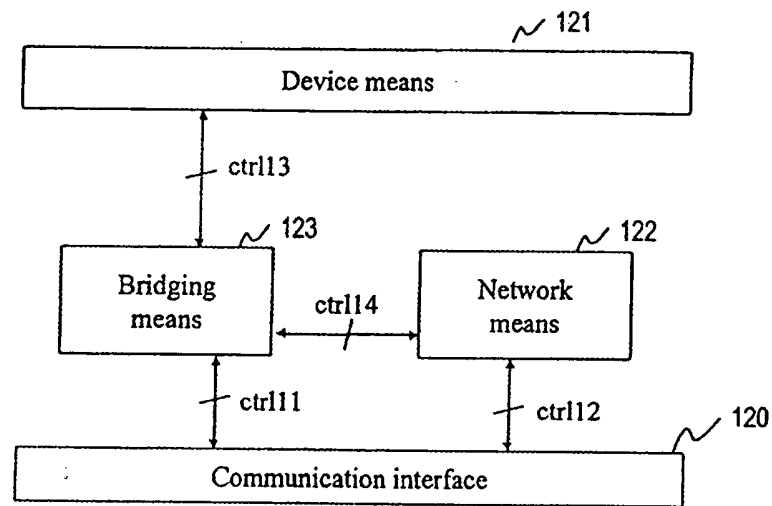 121
Device means
ctrl13
123
122
Bridging
means
ctrl14
Network
means
ctrl11
ctrl12
120
Communication interface